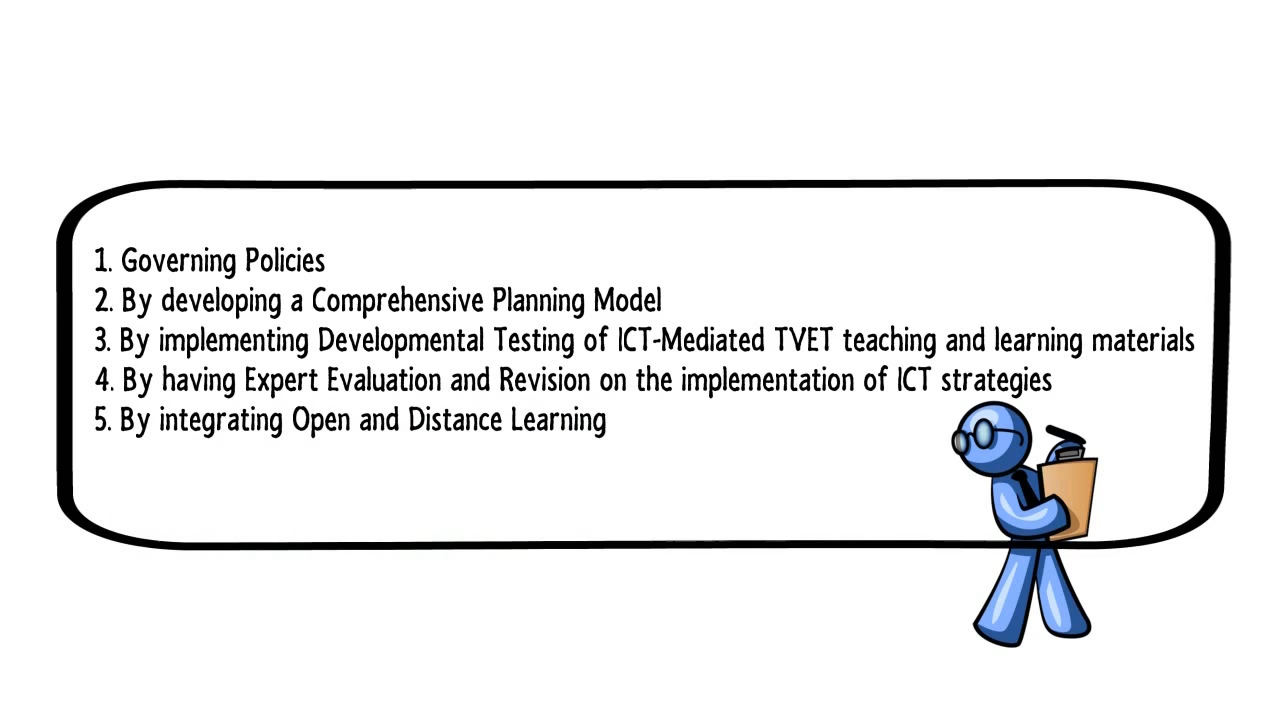 1. Governing Policies
2. By developing a Comprehensive Planning Model
3. By implementing Developmental Testing of ICT-Mediated TVET teaching and learning materials
4. By having Expert Evaluation and Revision on the implementation of ICT strategies
5. By integrating Open and Distance Learning